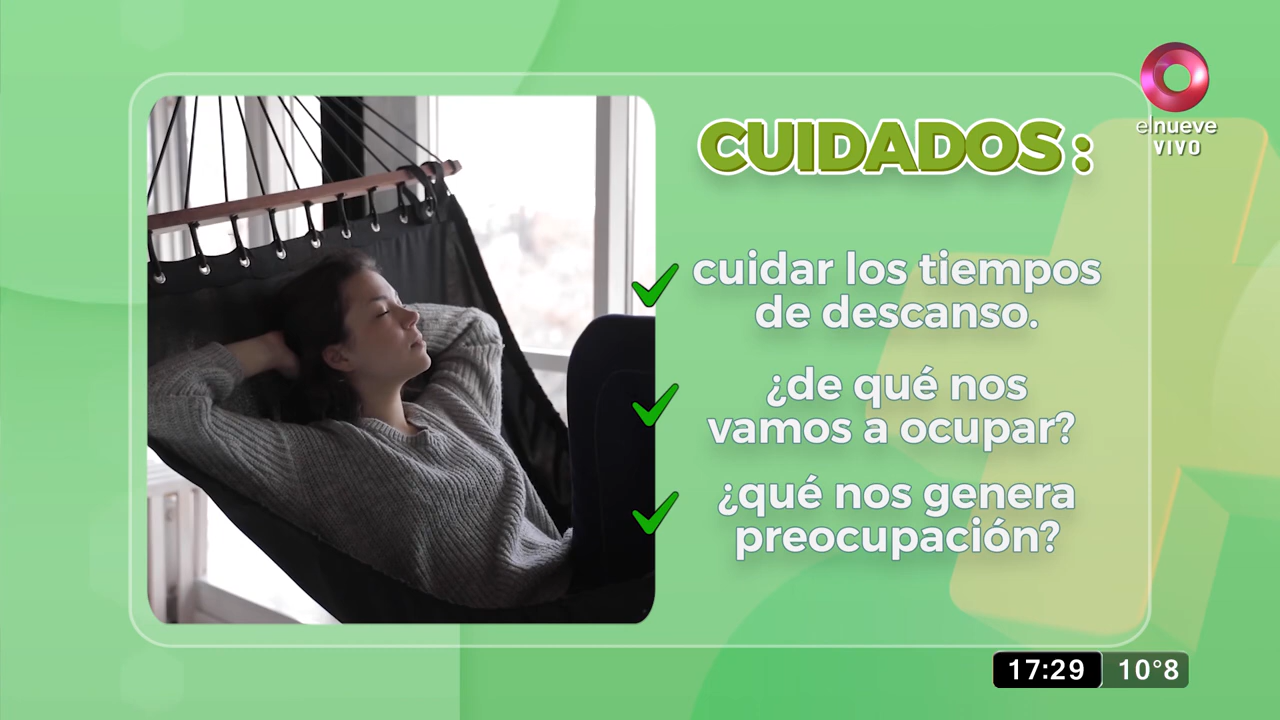 CUIDADOS:
elnueve
VIVO
cuidar los tiempos
de descanso.
¿de qué nos
vamos a ocupar?
¿qué nos genera
preocupación?
17:29
10°8